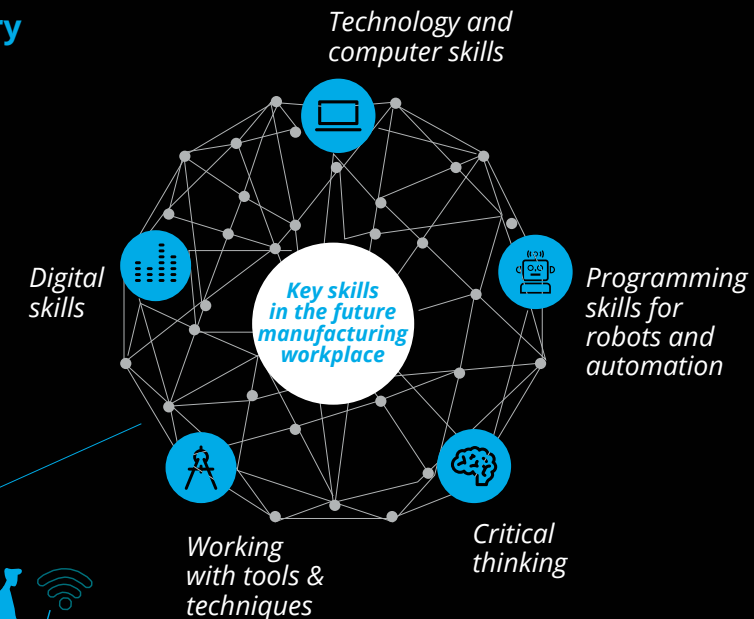 ry
Technology and
computer skills
Digital
skills
Key skills
in the future
manufacturing
workplace
Programming
skills for
robots and
automation
Critical
thinking
Working
with tools &
techniques